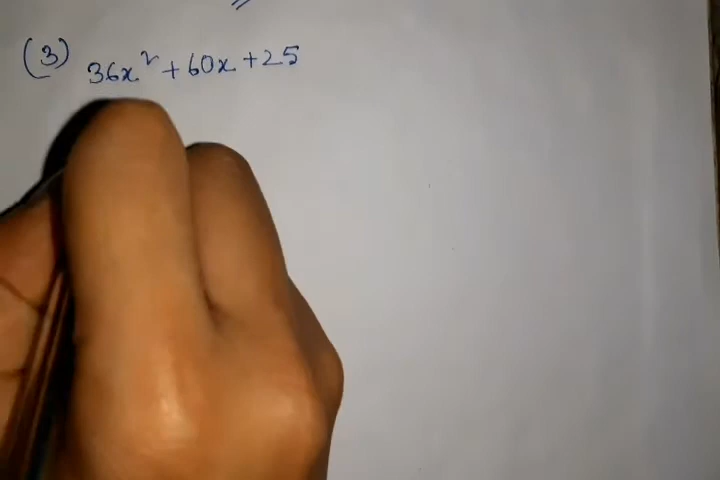 (3) 36x² + 60x + 25